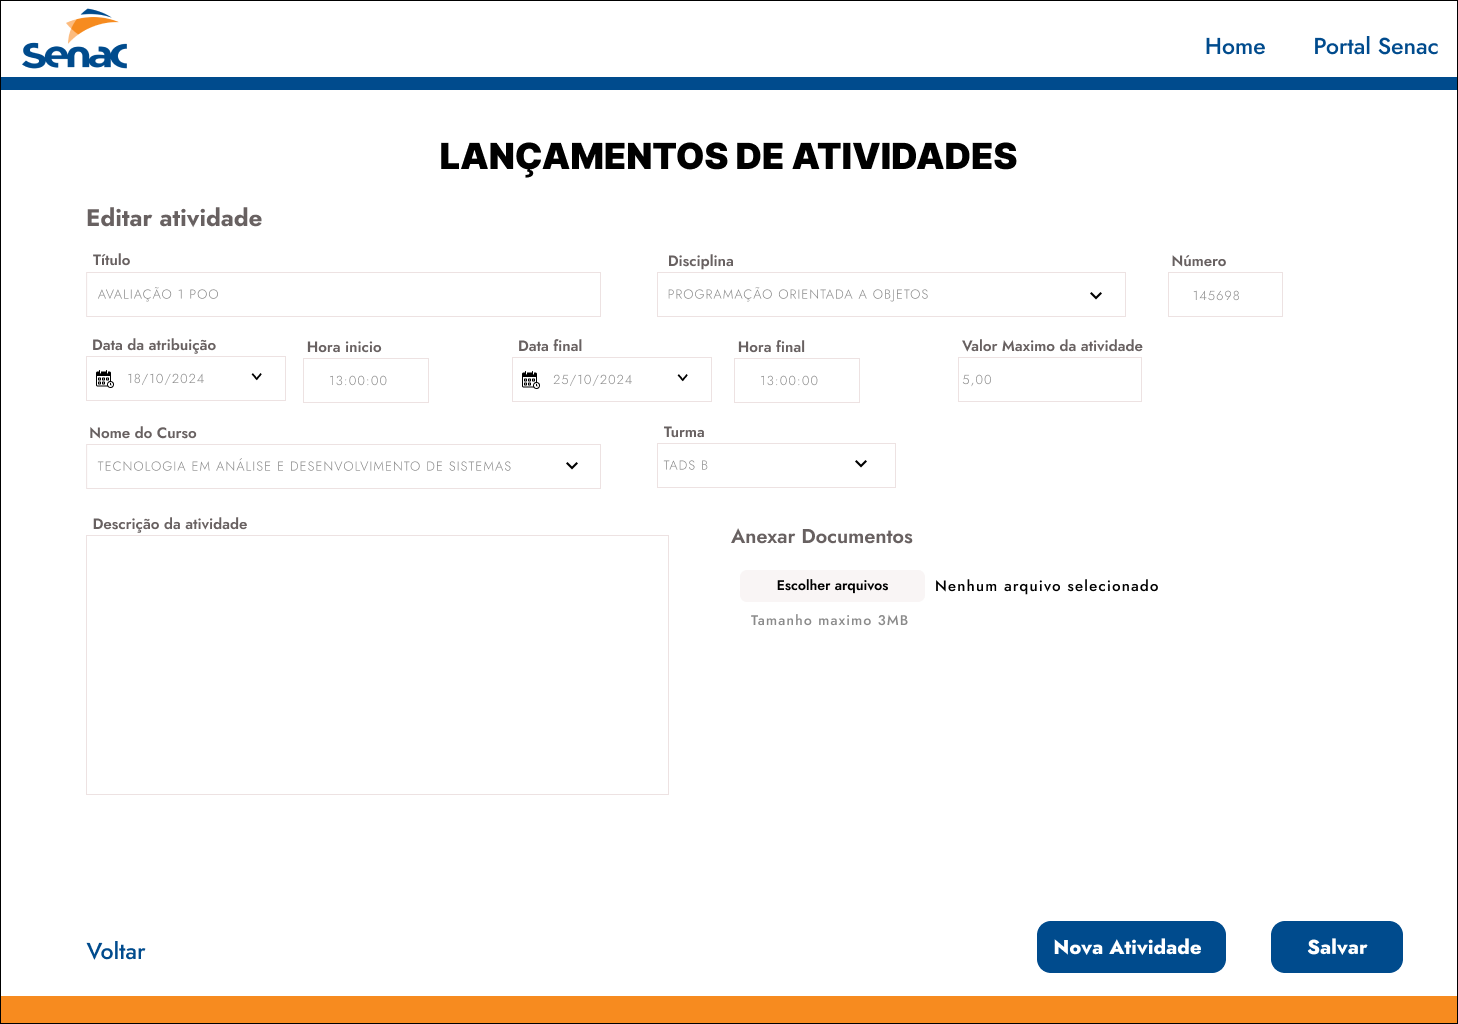 Senac
Home Portal Senac
LANÇAMENTOS DE ATIVIDADES
Editar atividade
Título Disciplina Número
AVALIAÇÃO 1 POO PROGRAMAÇÃO ORIENTADA A OBJETOS 145698
Data da atribuição Hora inicio Data final Hora final Valor Maximo da atividade
18/10/2024 13:00:00 25/10/2024 13:00:00 5,00
Nome do Curso Turma
TECNOLOGIA EM ANÁLISE E DESENVOLVIMENTO DE SISTEMAS TADS B
Descrição da atividade
Anexar Documentos
Escolher arquivos Nenhum arquivo selecionado
Tamanho maximo 3MB
Voltar Nova Atividade Salvar